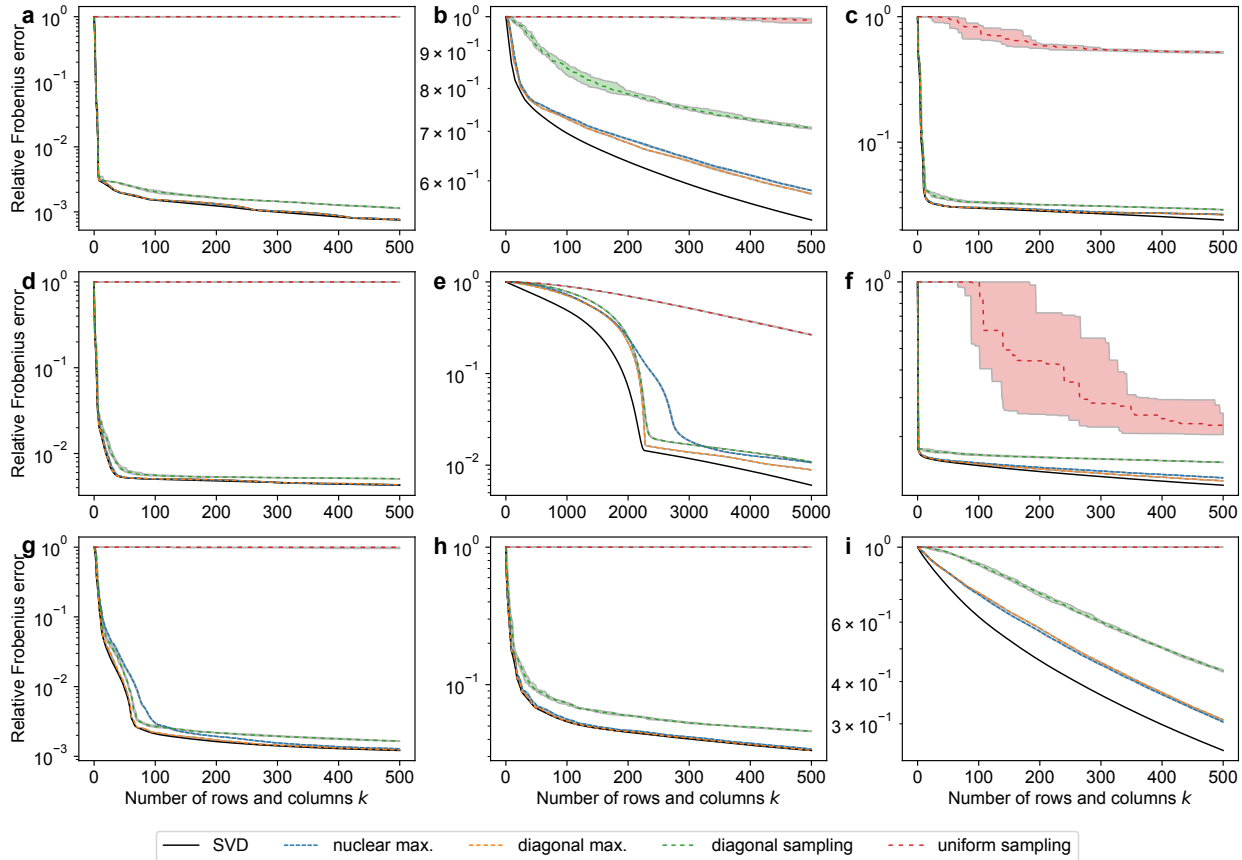 a
b
c
Relative Frobenius error
10^0
10^-1
10^-2
10^-3
0 100 200 300 400 500
9 × 10^-1
8 × 10^-1
7 × 10^-1
6 × 10^-1
0 100 200 300 400 500
10^-1
0 100 200 300 400 500
d
e
f
Relative Frobenius error
10^0
10^-1
10^-2
0 100 200 300 400 500
10^0
10^-1
10^-2
0 1000 2000 3000 4000 5000
10^0
0 100 200 300 400 500
g
h
i
Relative Frobenius error
10^0
10^-1
10^-2
10^-3
0 100 200 300 400 500
10^0
10^-1
0 100 200 300 400 500
10^0
6 × 10^-1
4 × 10^-1
3 × 10^-1
0 100 200 300 400 500
Number of rows and columns k
Number of rows and columns k
Number of rows and columns k
SVD nuclear max. diagonal max. diagonal sampling uniform sampling